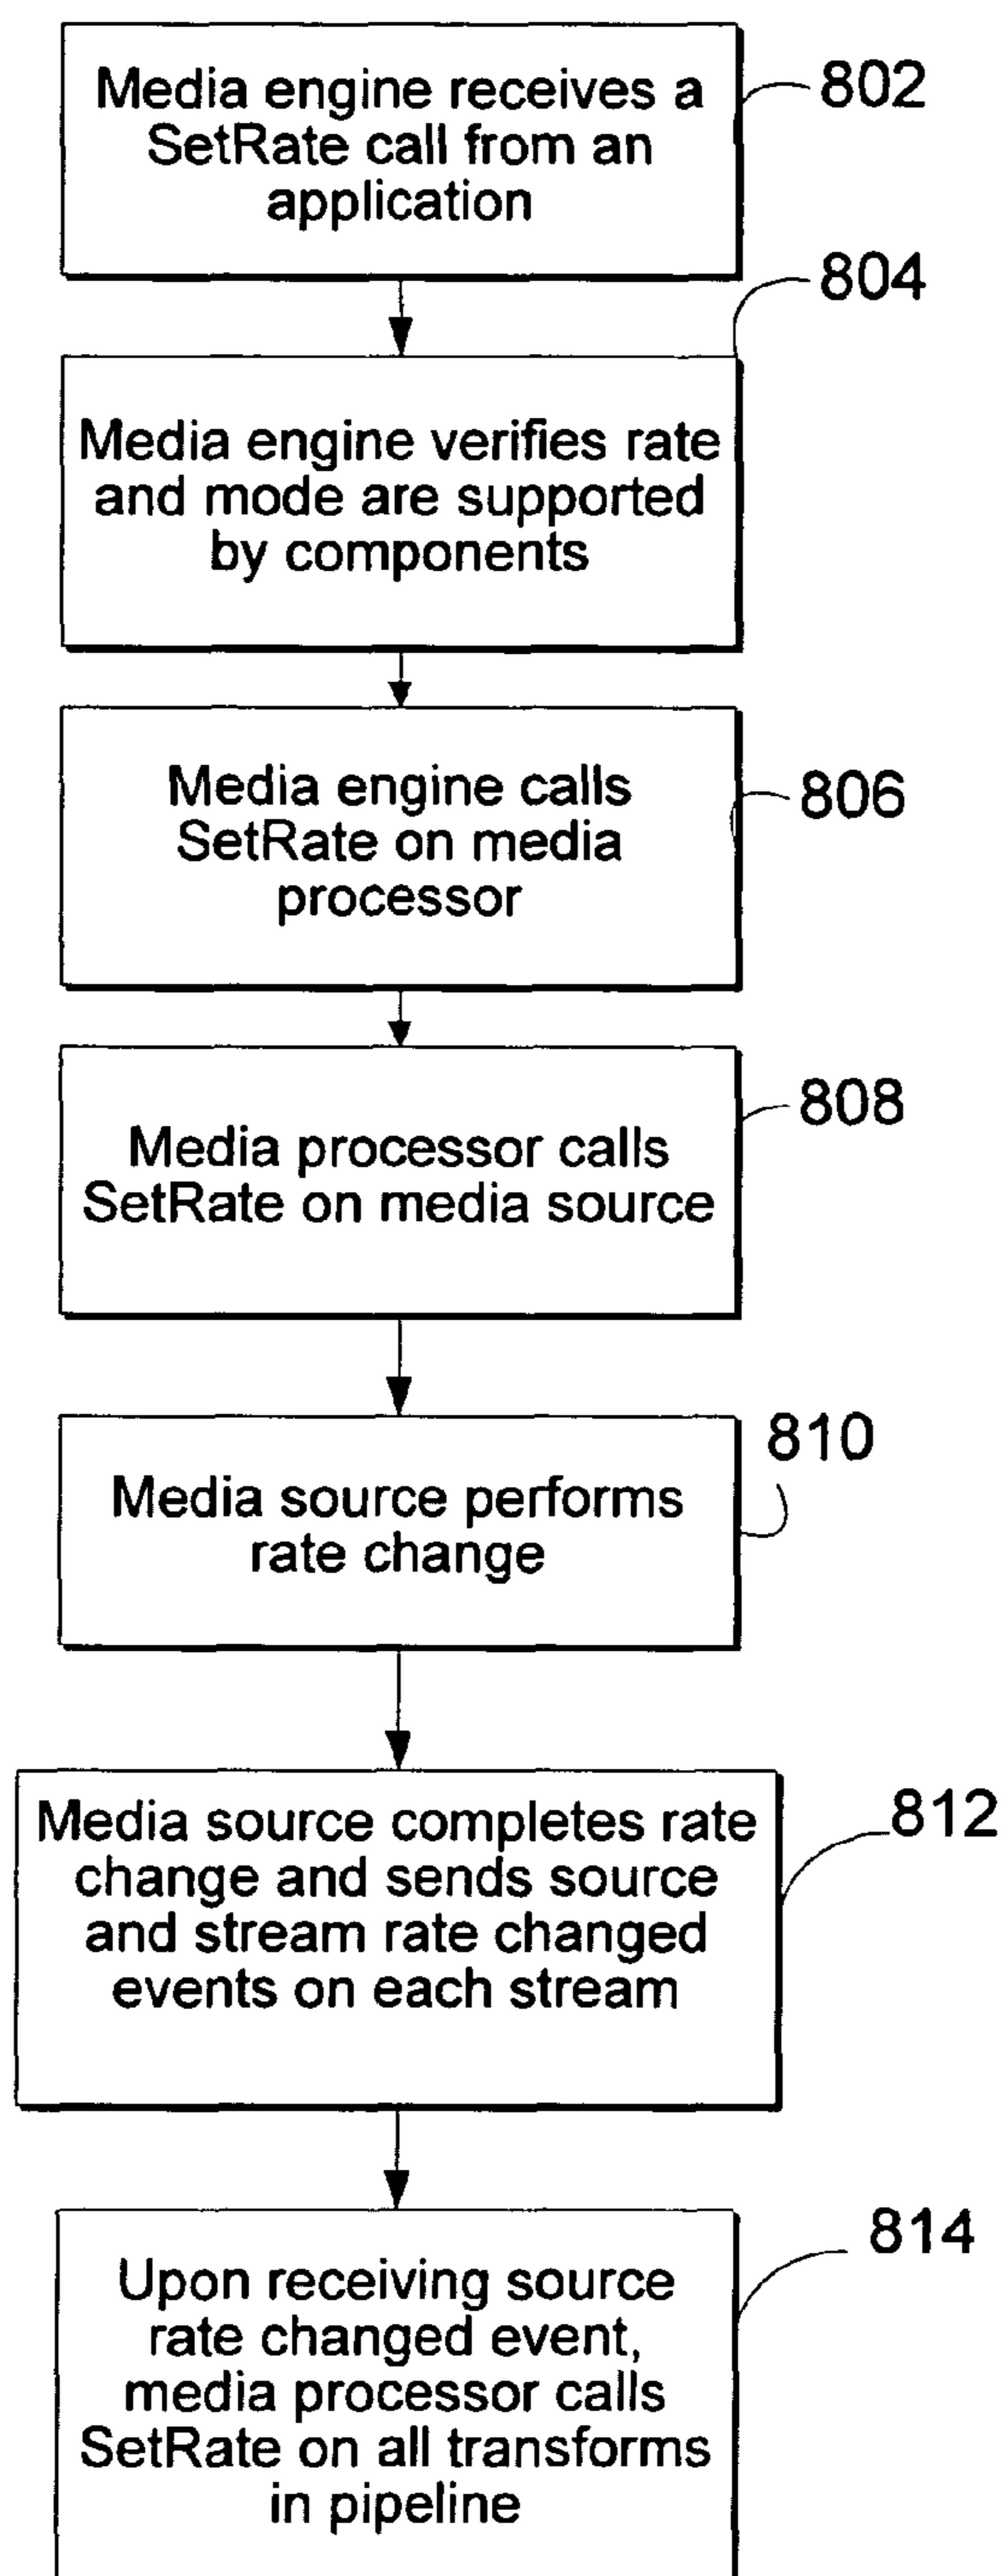 Media engine receives a
SetRate call from an
application
802
804
Media engine verifies rate
and mode are supported
by components
Media engine calls
SetRate on media
processor
806
808
Media processor calls
SetRate on media source
810
Media source performs
rate change
812
Media source completes rate
change and sends source
and stream rate changed
events on each stream
814
Upon receiving source
rate changed event,
media processor calls
SetRate on all transforms
in pipeline